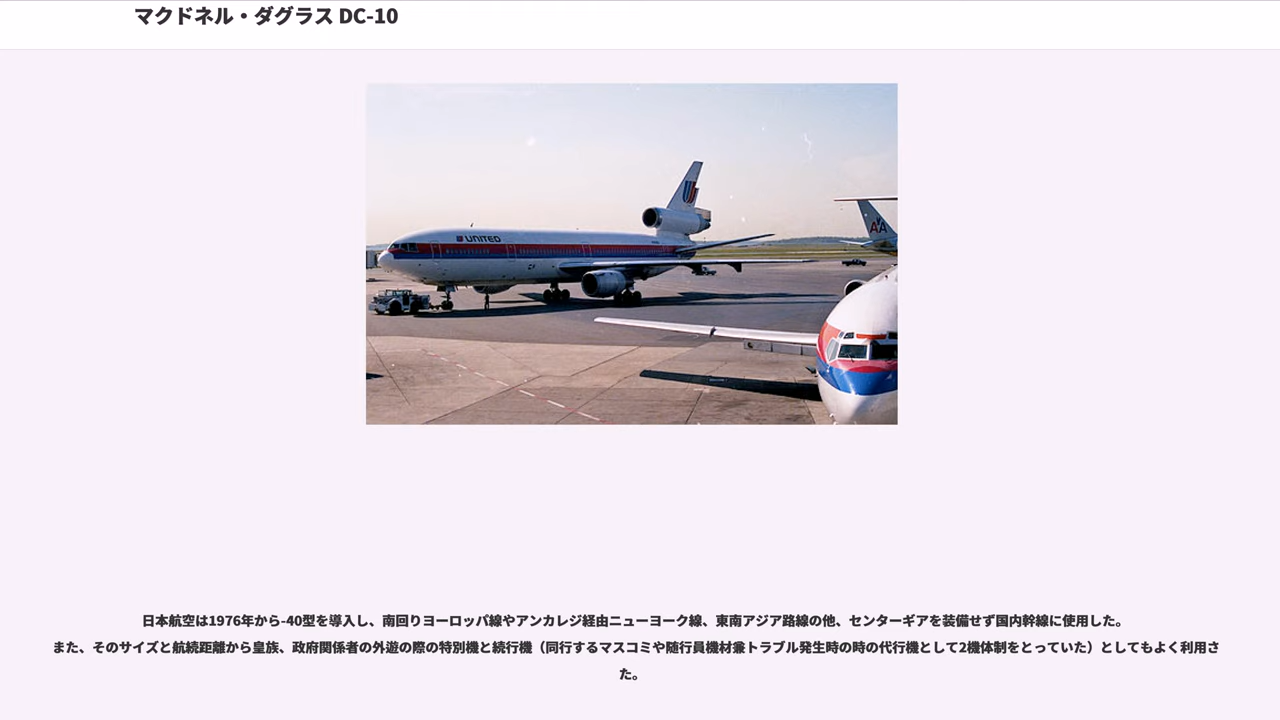 マクドネル・ダグラス DC-10
UNITED
AA
日本航空は1976年から-40型を導入し、南回りヨーロッパ線やアンカレジ経由ニューヨーク線、東南アジア路線の他、センターギアを装備せず国内幹線に使用した。
また、そのサイズと航続距離から皇族、政府関係者の外遊の際の特別機と続行機（同行するマスコミや随行員機材兼トラブル発生時の時の代行機として2機体制をとっていた）としてもよく利用さ
た。